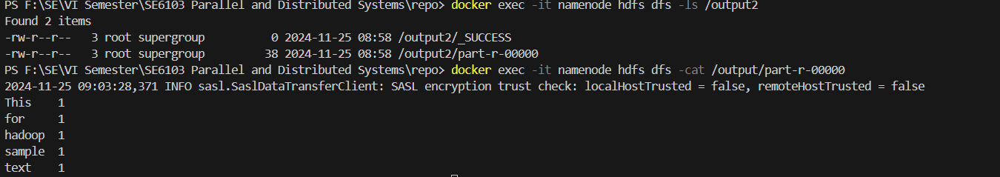 PS F:\SE\VI Semester\SE6103 Parallel and Distributed Systems\repo> docker exec -it namenode hdfs dfs -ls /output2
Found 2 items
-rw-r--r--   3 root supergroup          0 2024-11-25 08:58 /output2/_SUCCESS
-rw-r--r--   3 root supergroup         38 2024-11-25 08:58 /output2/part-r-00000
PS F:\SE\VI Semester\SE6103 Parallel and Distributed Systems\repo> docker exec -it namenode hdfs dfs -cat /output/part-r-00000
2024-11-25 09:03:28,371 INFO sasl.SaslDataTransferClient: SASL encryption trust check: localHostTrusted = false, remoteHostTrusted = false
This    1
for     1
hadoop  1
sample  1
text    1